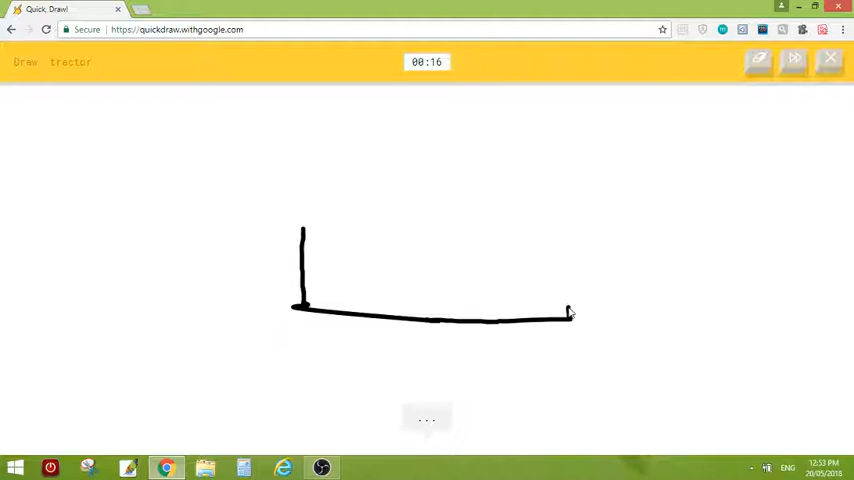 Quick, Draw!
Secure
https://quickdraw.withgoogle.com
Draw tractor
00:16
...
ENG
12:53 PM
20/05/2018